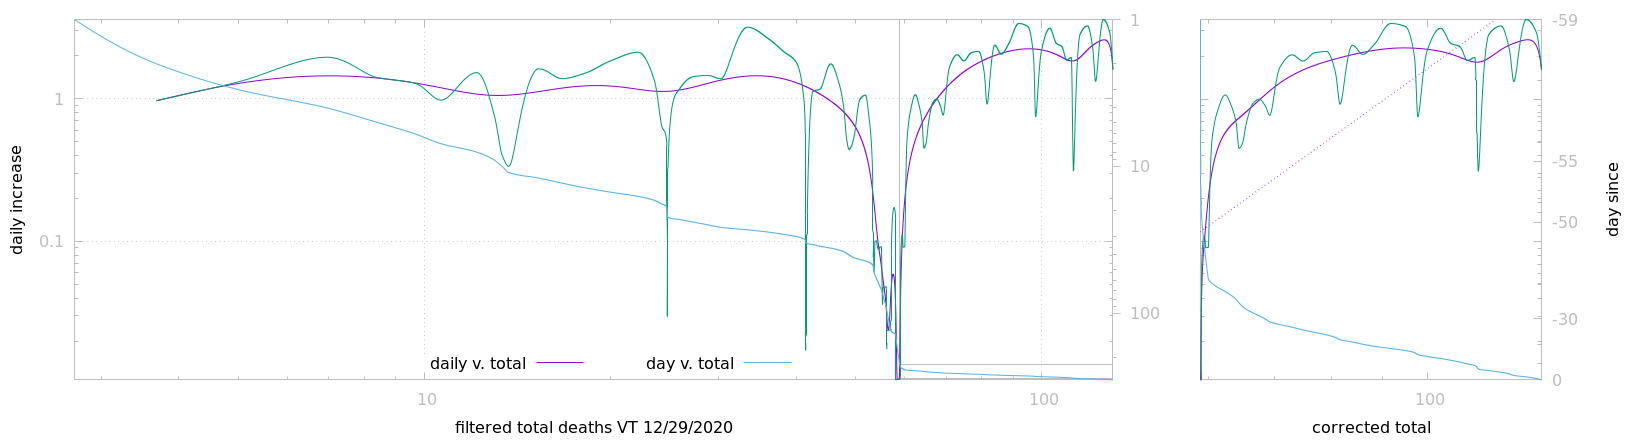 daily increase
1
0.1
10
100
filtered total deaths VT 12/29/2020
daily v. total
day v. total
1
10
100
100
corrected total
-59
-55
-50
-30
0
day since